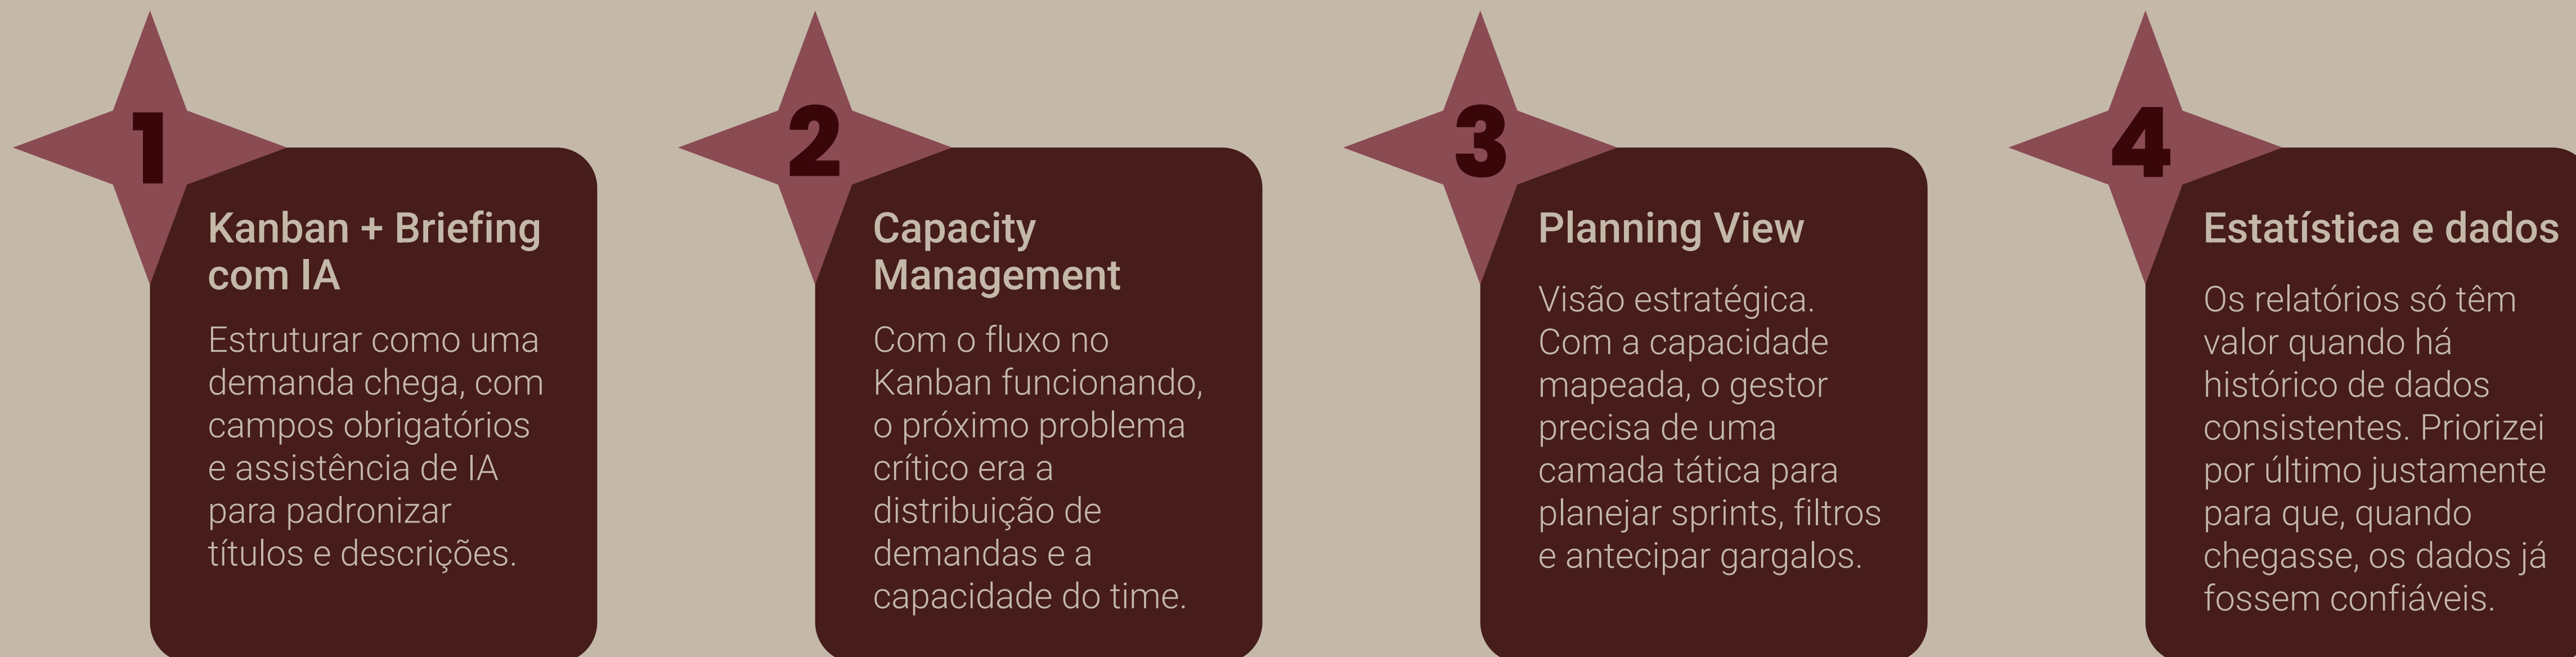 1
Kanban + Briefing
com IA
Estruturar como uma
demanda chega, com
campos obrigatórios
e assistência de IA
para padronizar
títulos e descrições.
2
Capacity
Management
Com o fluxo no
Kanban funcionando,
o próximo problema
crítico era a
distribuição de
demandas e a
capacidade do time.
3
Planning View
Visão estratégica.
Com a capacidade
mapeada, o gestor
precisa de uma
camada tática para
planejar sprints, filtros
e antecipar gargalos.
4
Estatística e dados
Os relatórios só têm
valor quando há
histórico de dados
consistentes. Priorizei
por último justamente
para que, quando
chegasse, os dados já
fossem confiáveis.